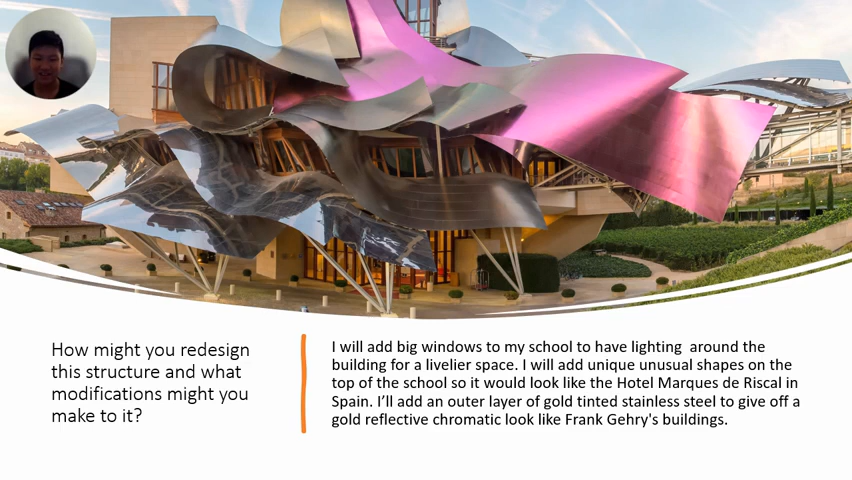 How might you redesign
this structure and what
modifications might you
make to it?
I will add big windows to my school to have lighting  around the
building for a livelier space. I will add unique unusual shapes on the
top of the school so it would look like the Hotel Marques de Riscal in
Spain. I'll add an outer layer of gold tinted stainless steel to give off a
gold reflective chromatic look like Frank Gehry's buildings.